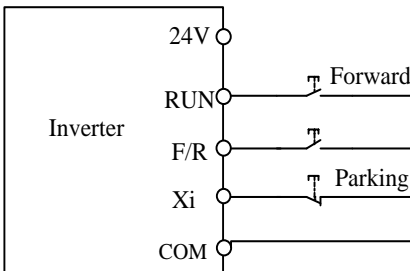 24V
RUN
Forward
Inverter
F/R
Xi
Parking
COM